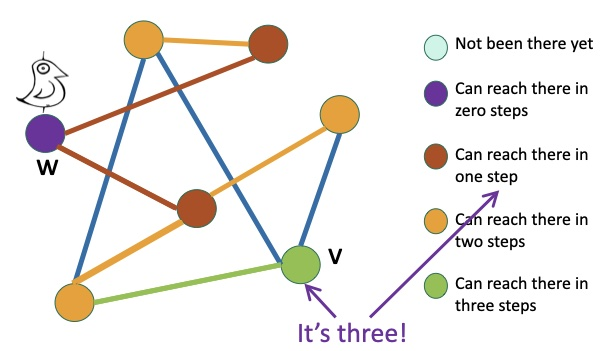 Not been there yet
Can reach there in
zero steps
W
Can reach there in
one step
Can reach there in
two steps
V
Can reach there in
three steps
It's three!